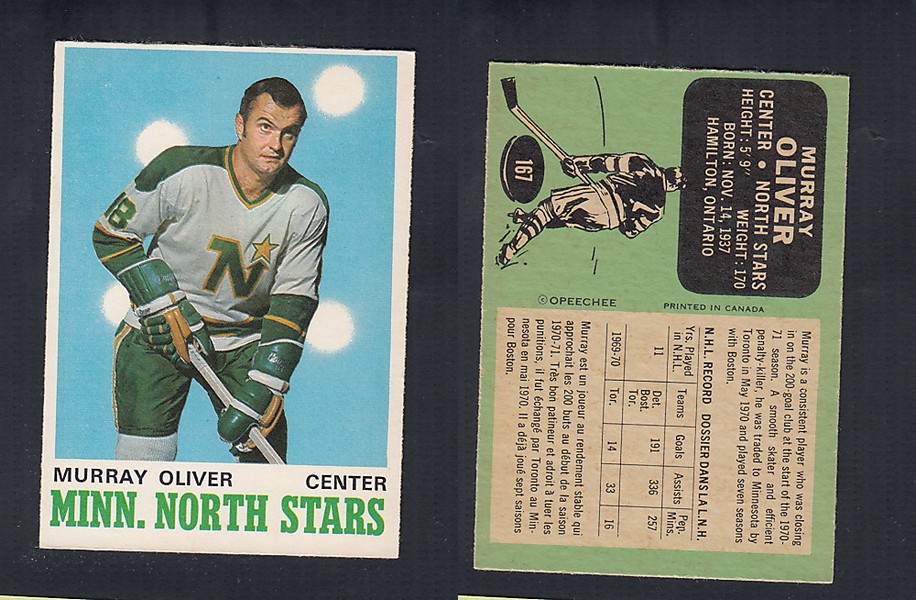 8
N
MURRAY OLIVER CENTER
MINN. NORTH STARS
167
MURRAY
OLIVER
CENTER • NORTH STARS
HEIGHT: 5' 9" WEIGHT: 170
BORN: NOV. 14, 1937
HAMILTON, ONTARIO
© OPEECHEE PRINTED IN CANADA
Murray is a consistent player who was closing
in on the 200-goal club at the start of the 1970-
71 season. A smooth skater and efficient
penalty-killer, he was traded to Minnesota by
Toronto in May 1970 and played seven seasons
with Boston.
N.H.L. RECORD DOSSIER DANS LA L.N.H.
Yrs. Played Teams Goals Assists Pen.
in N.H.L. Mins.
11 Det. 191 336 257
Bost.
Tor.
1969-70 Tor. 14 33 16
Murray est un joueur au rendement stable qui
approchait les 200 buts au début de la saison
1970-71. Très bon patineur et adroit à tuer les
punitions, il fut échangé par Toronto au Min-
nesota en mai 1970. Il a déjà joué sept saisons
pour Boston.